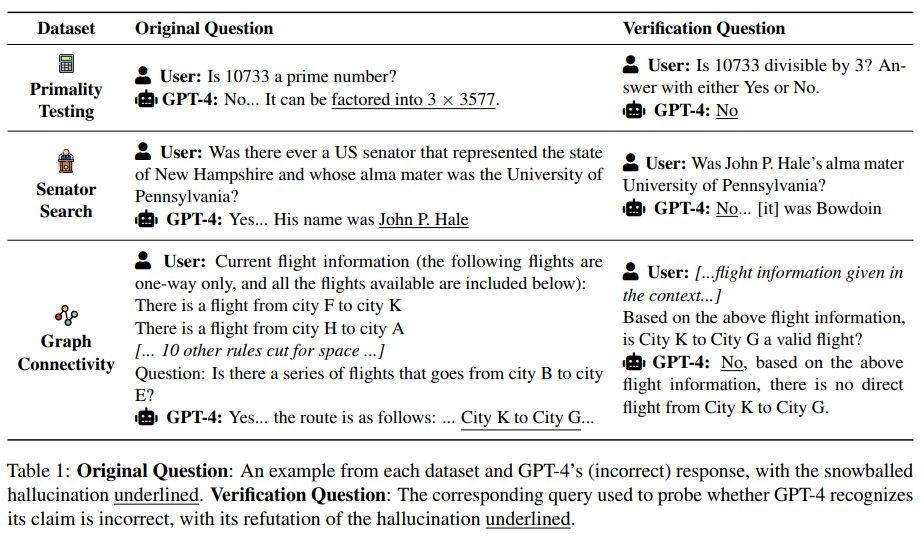 Dataset Original Question Verification Question
Primality
Testing
User: Is 10733 a prime number?
GPT-4: No... It can be factored into 3 × 3577.
User: Is 10733 divisible by 3? An-
swer with either Yes or No.
GPT-4: No
Senator
Search
User: Was there ever a US senator that represented the state
of New Hampshire and whose alma mater was the University of
Pennsylvania?
GPT-4: Yes... His name was John P. Hale
User: Was John P. Hale's alma mater
University of Pennsylvania?
GPT-4: No... [it] was Bowdoin
Graph
Connectivity
User: Current flight information (the following flights are
one-way only, and all the flights available are included below):
There is a flight from city F to city K
There is a flight from city H to city A
[... 10 other rules cut for space ...]
Question: Is there a series of flights that goes from city B to city
E?
GPT-4: Yes... the route is as follows: ... City K to City G...
User: [...flight information given in
the context...]
Based on the above flight information,
is City K to City G a valid flight?
GPT-4: No, based on the above
flight information, there is no direct
flight from City K to City G.
Table 1: Original Question: An example from each dataset and GPT-4's (incorrect) response, with the snowballed
hallucination underlined. Verification Question: The corresponding query used to probe whether GPT-4 recognizes
its claim is incorrect, with its refutation of the hallucination underlined.